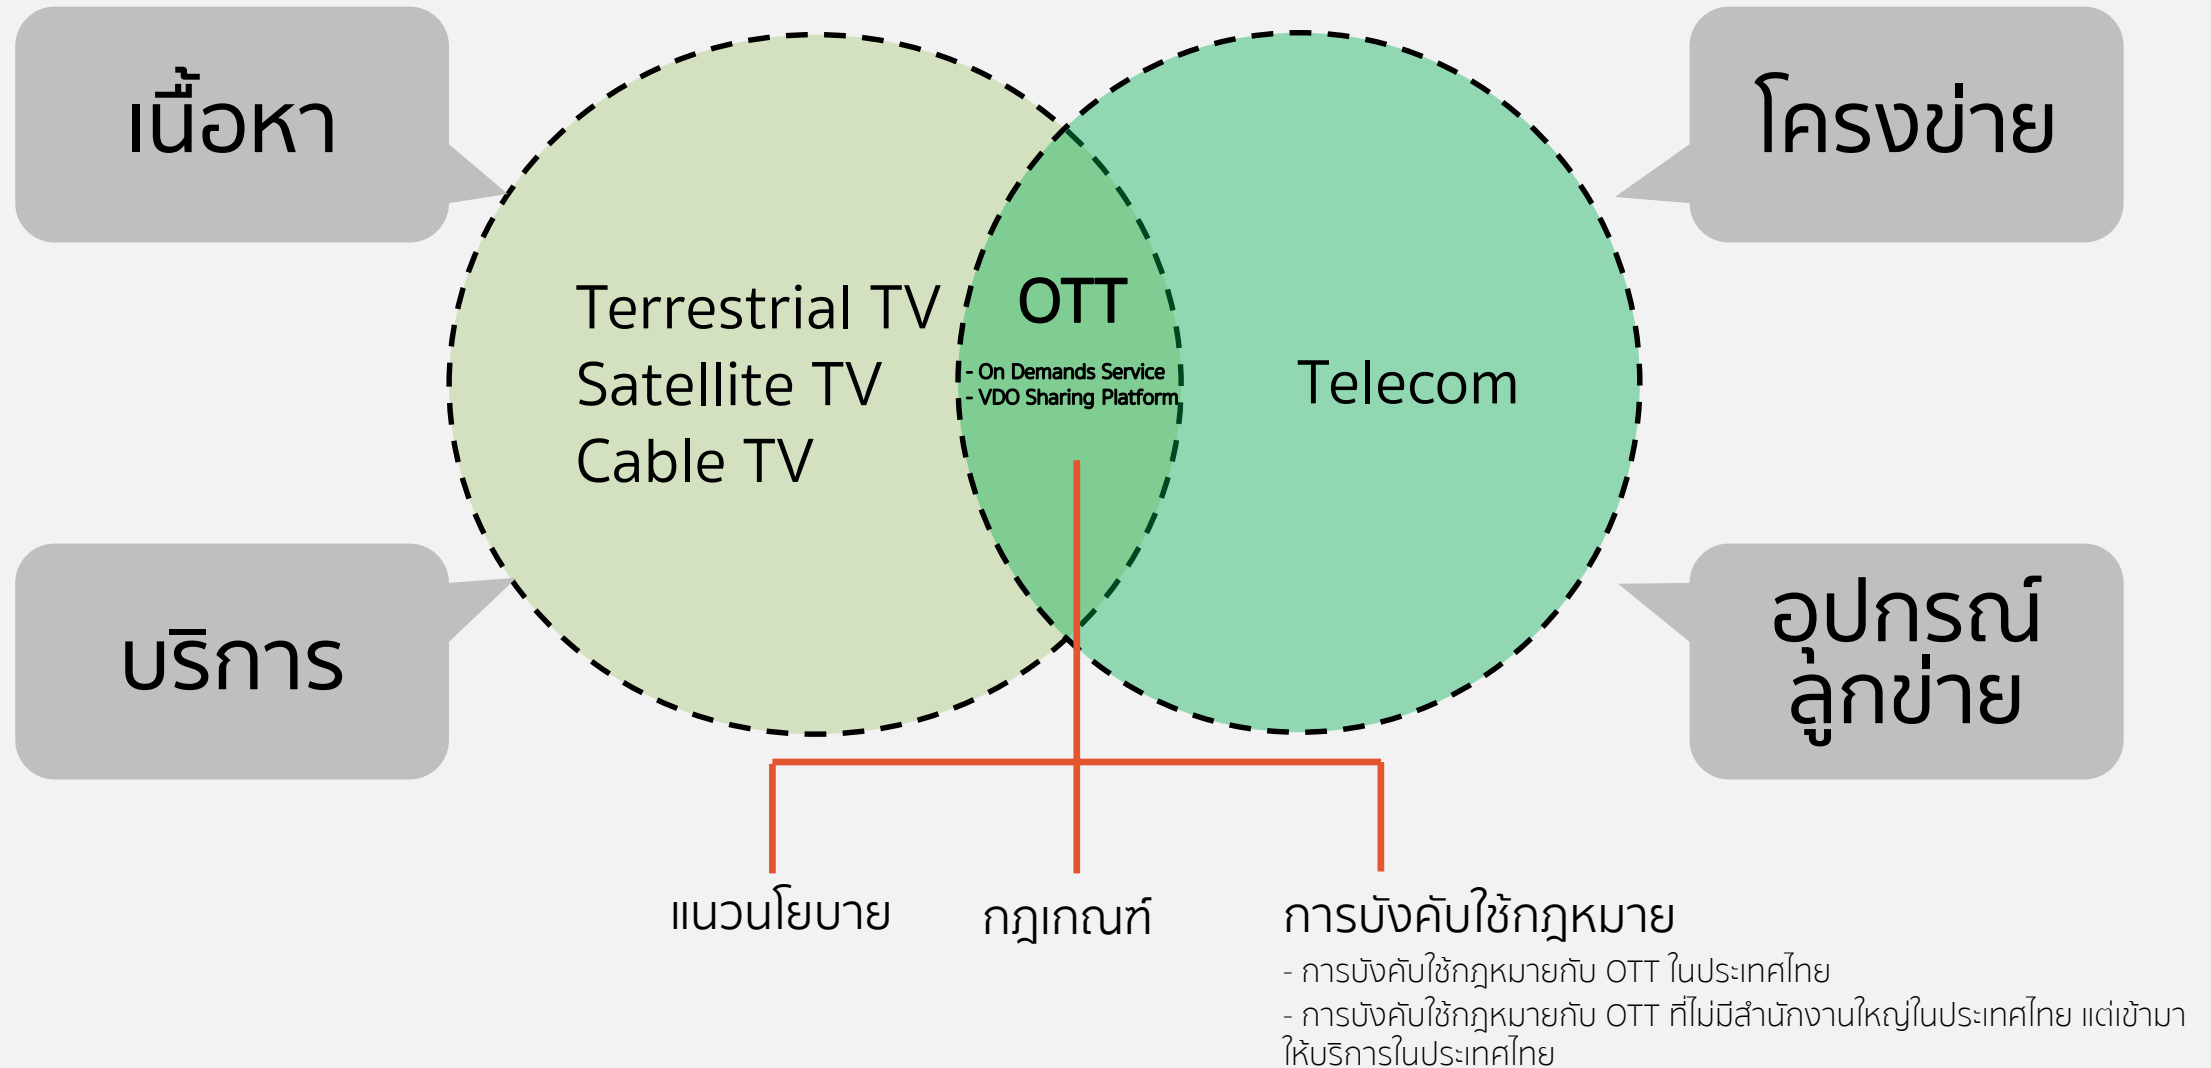 เนื้อหา
โครงข่าย
Terrestrial TV
Satellite TV
Cable TV
OTT
- On Demands Service
- VDO Sharing Platform
Telecom
บริการ
อุปกรณ์
ลูกข่าย
แนวนโยบาย
กฎเกณฑ์
การบังคับใช้กฎหมาย
- การบังคับใช้กฎหมายกับ OTT ในประเทศไทย
- การบังคับใช้กฎหมายกับ OTT ที่ไม่มีสำนักงานใหญ่ในประเทศไทย แต่เข้ามา
ให้บริการในประเทศไทย